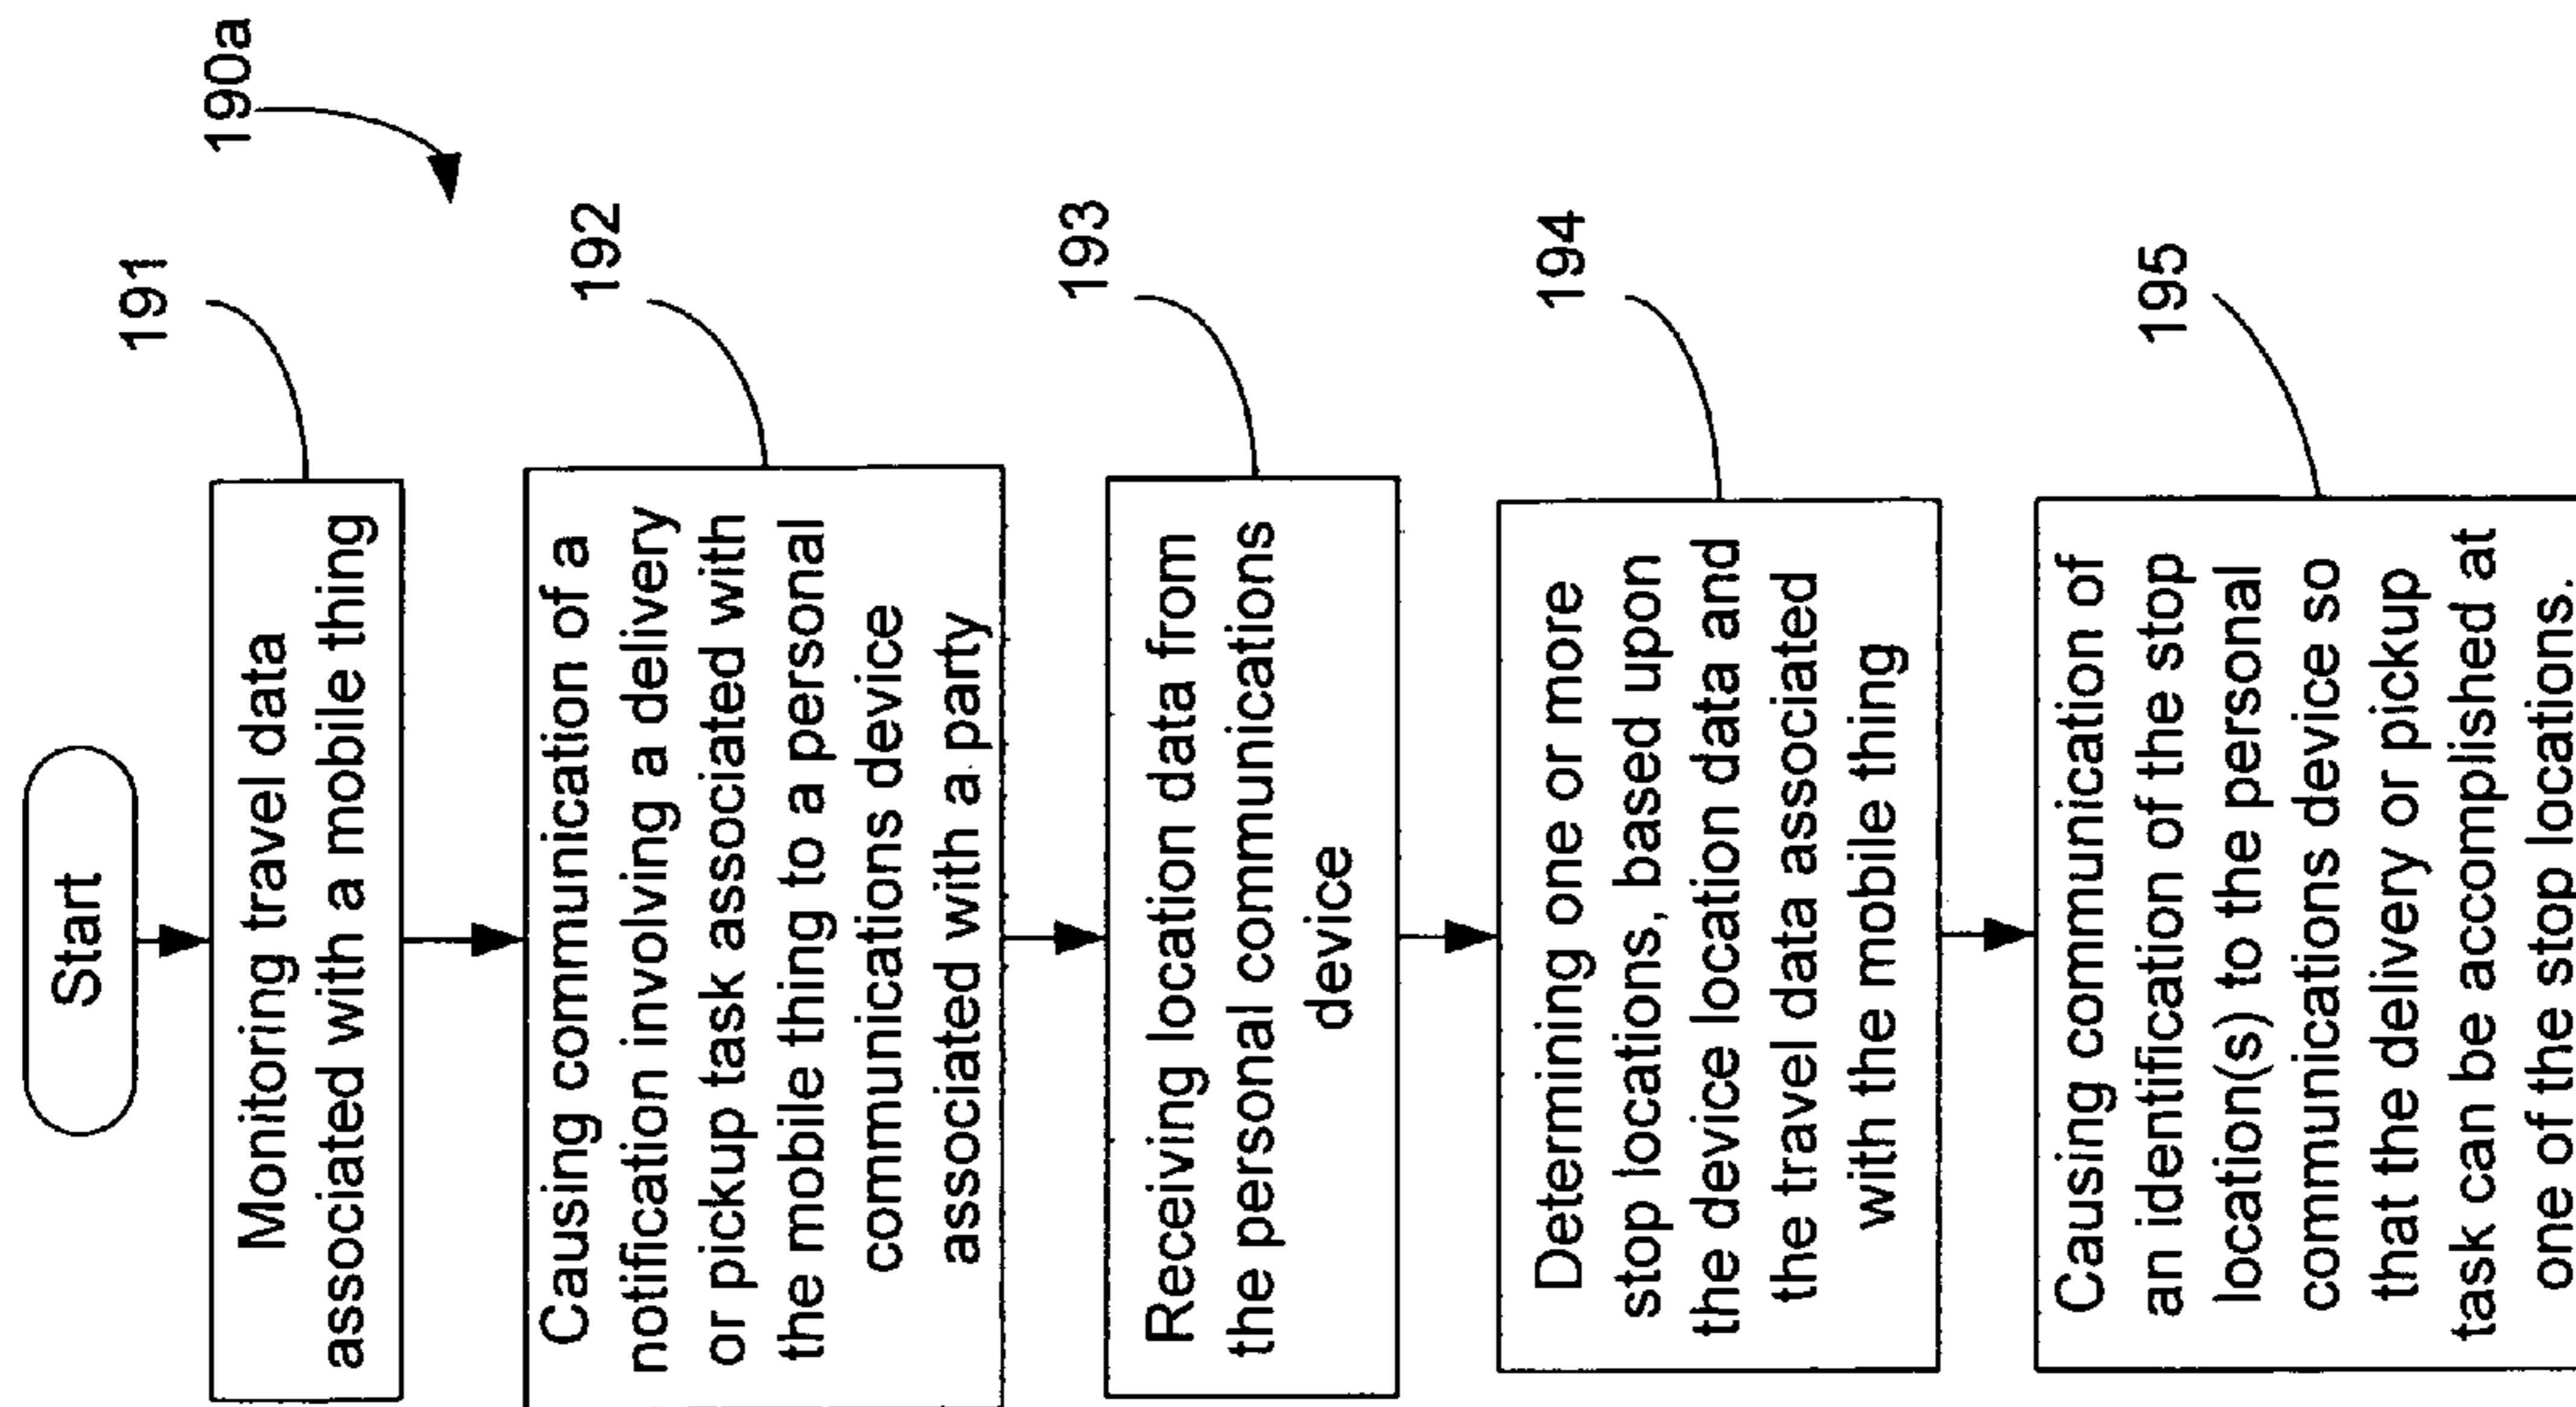 190a
Start
191
Monitoring travel data
associated with a mobile thing
192
Causing communication of a
notification involving a delivery
or pickup task associated with
the mobile thing to a personal
communications device
associated with a party
193
Receiving location data from
the personal communications
device
194
Determining one or more
stop locations, based upon
the device location data and
the travel data associated
with the mobile thing
195
Causing communication of
an identification of the stop
location(s) to the personal
communications device so
that the delivery or pickup
task can be accomplished at
one of the stop locations.